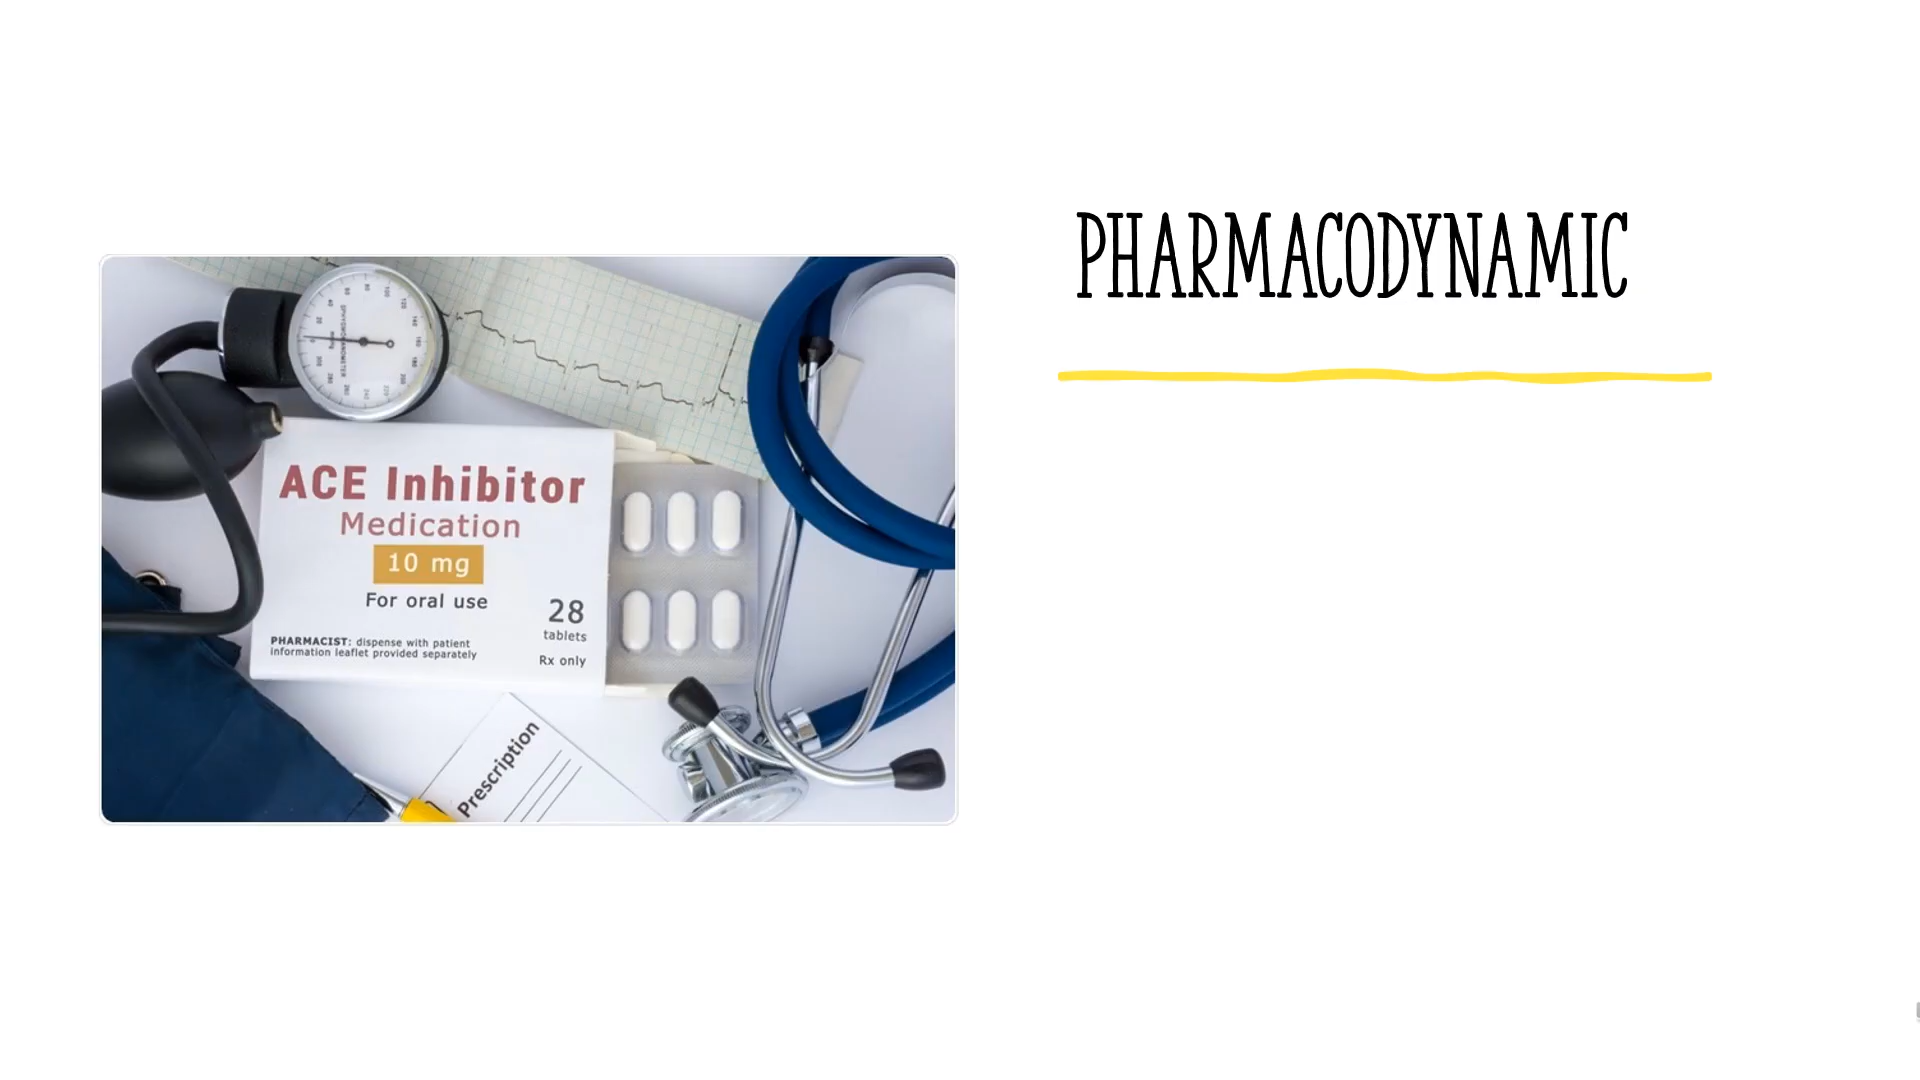 PHARMACODYNAMIC
ACE Inhibitor
Medication
10 mg
For oral use
28
tablets
PHARMACIST: dispense with patient
information leaflet provided separately
Rx only
Prescription